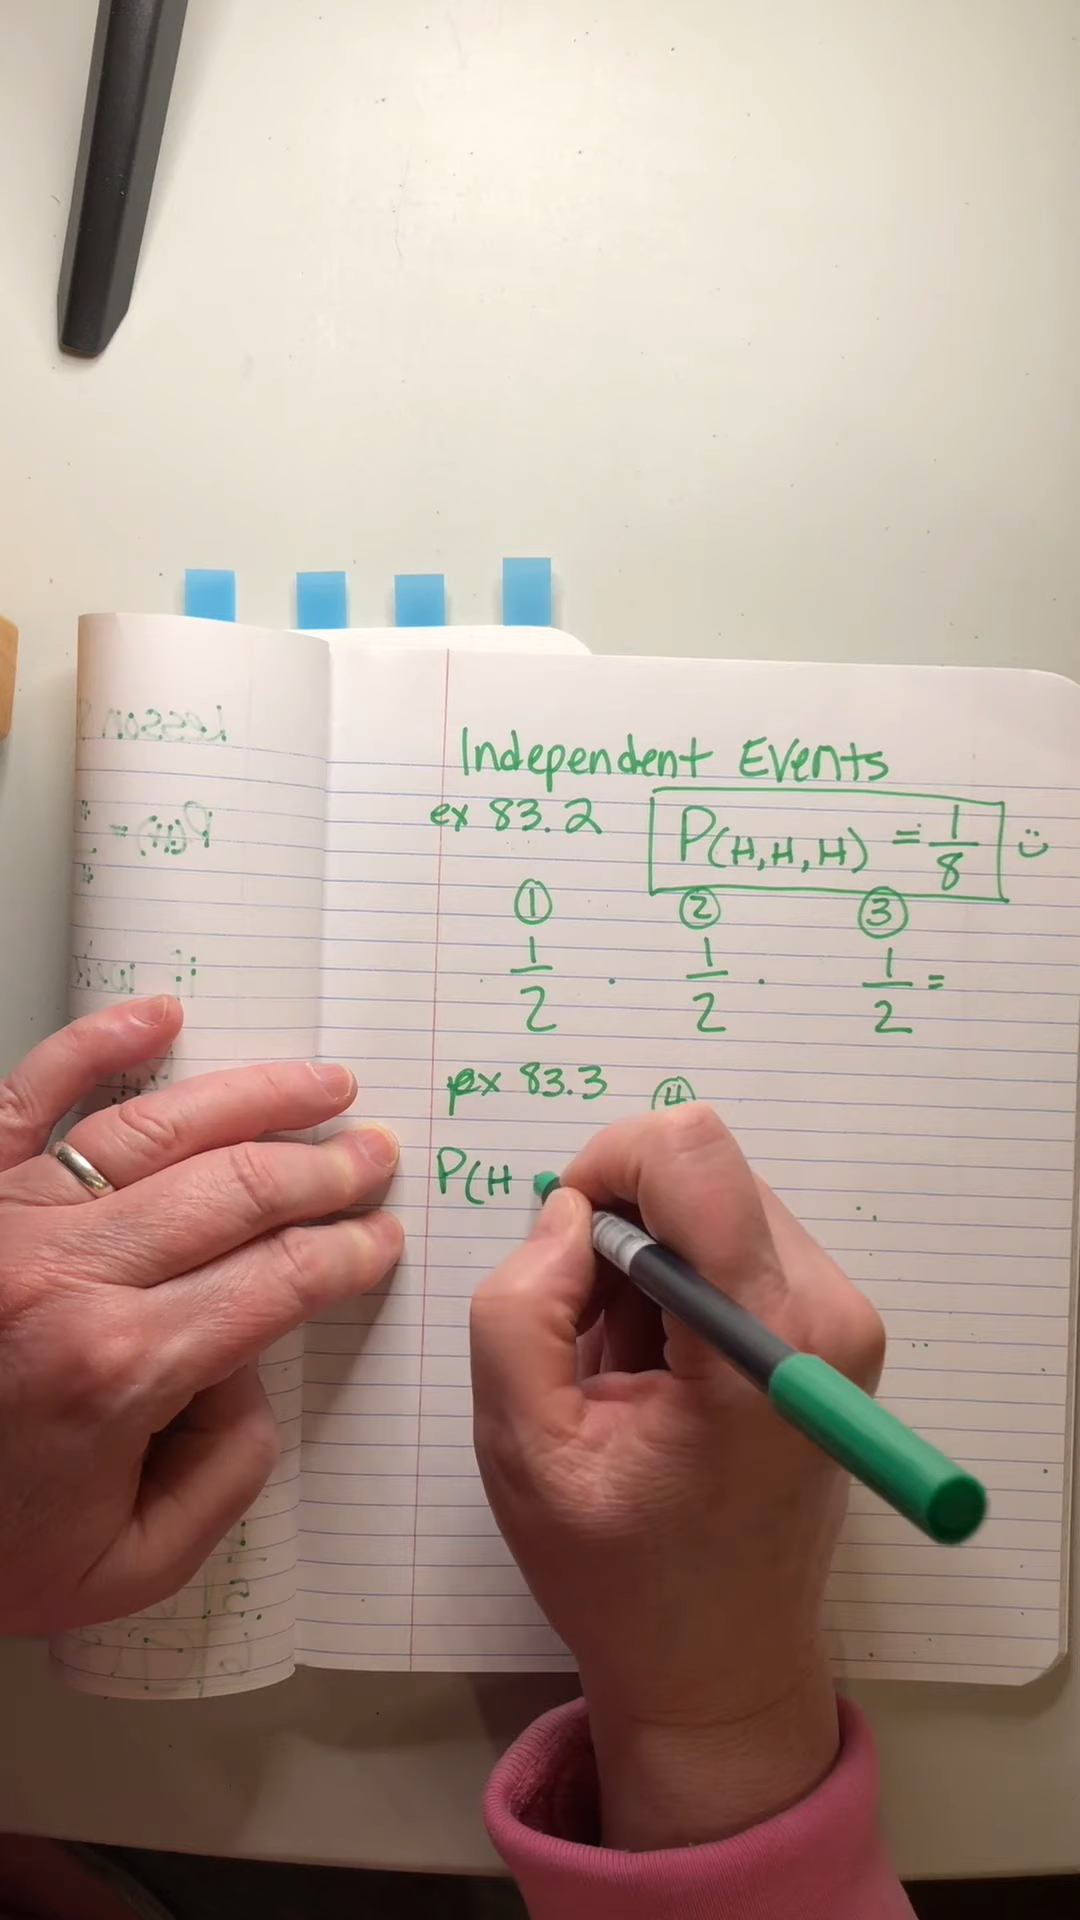 Independent Events
ex 83.2
P(H,H,H) = 1/8
① ② ③
1/2 · 1/2 · 1/2 =
ex 83.3 ④
P(H